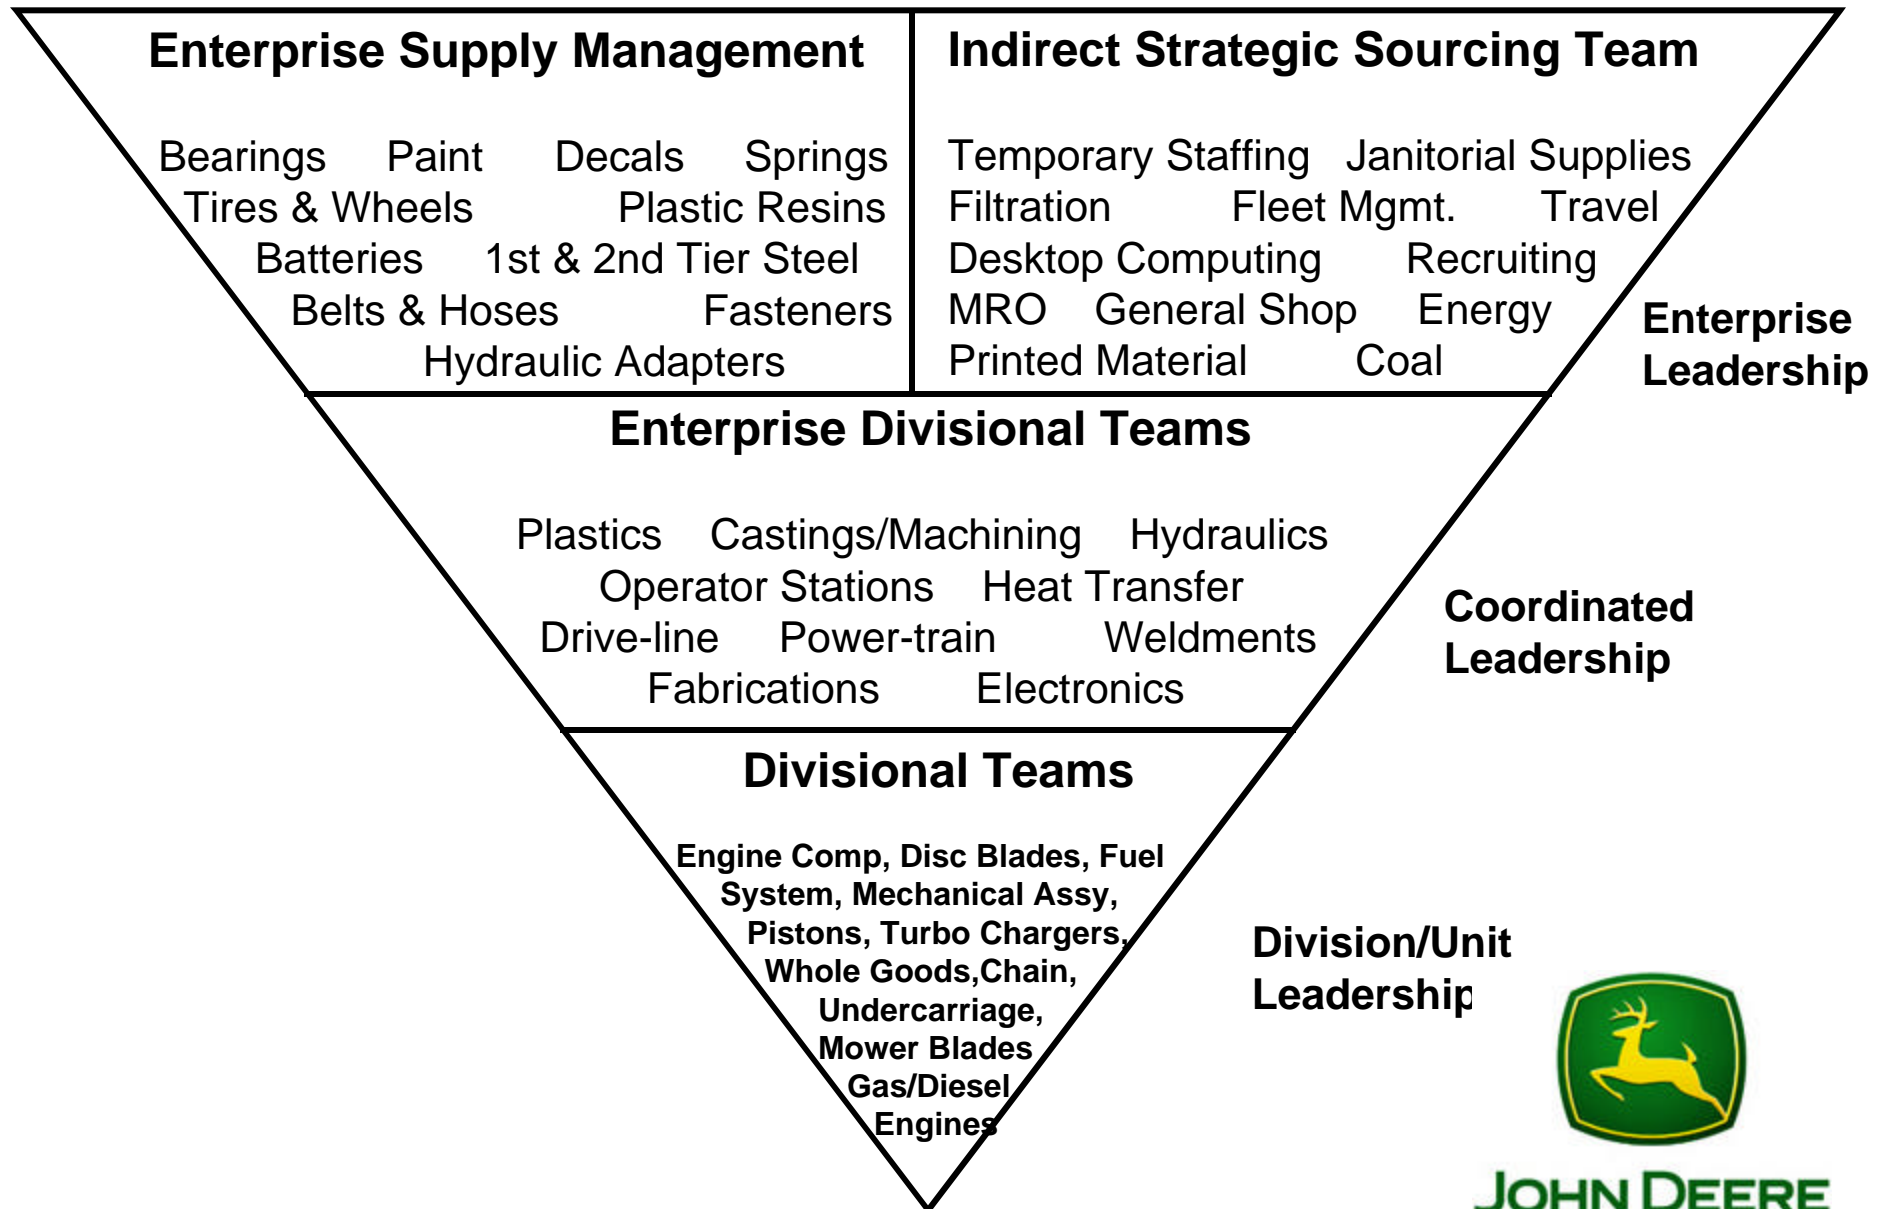 Enterprise Supply Management
Bearings Paint Decals Springs
Tires & Wheels Plastic Resins
Batteries 1st & 2nd Tier Steel
Belts & Hoses Fasteners
Hydraulic Adapters
Indirect Strategic Sourcing Team
Temporary Staffing Janitorial Supplies
Filtration Fleet Mgmt. Travel
Desktop Computing Recruiting
MRO General Shop Energy
Printed Material Coal
Enterprise
Leadership
Enterprise Divisional Teams
Plastics Castings/Machining Hydraulics
Operator Stations Heat Transfer
Drive-line Power-train Weldments
Fabrications Electronics
Coordinated
Leadership
Divisional Teams
Engine Comp, Disc Blades, Fuel
System, Mechanical Assy,
Pistons, Turbo Chargers,
Whole Goods,Chain,
Undercarriage,
Mower Blades
Gas/Diesel
Engines
Division/Unit
Leadership
JOHN DEERE